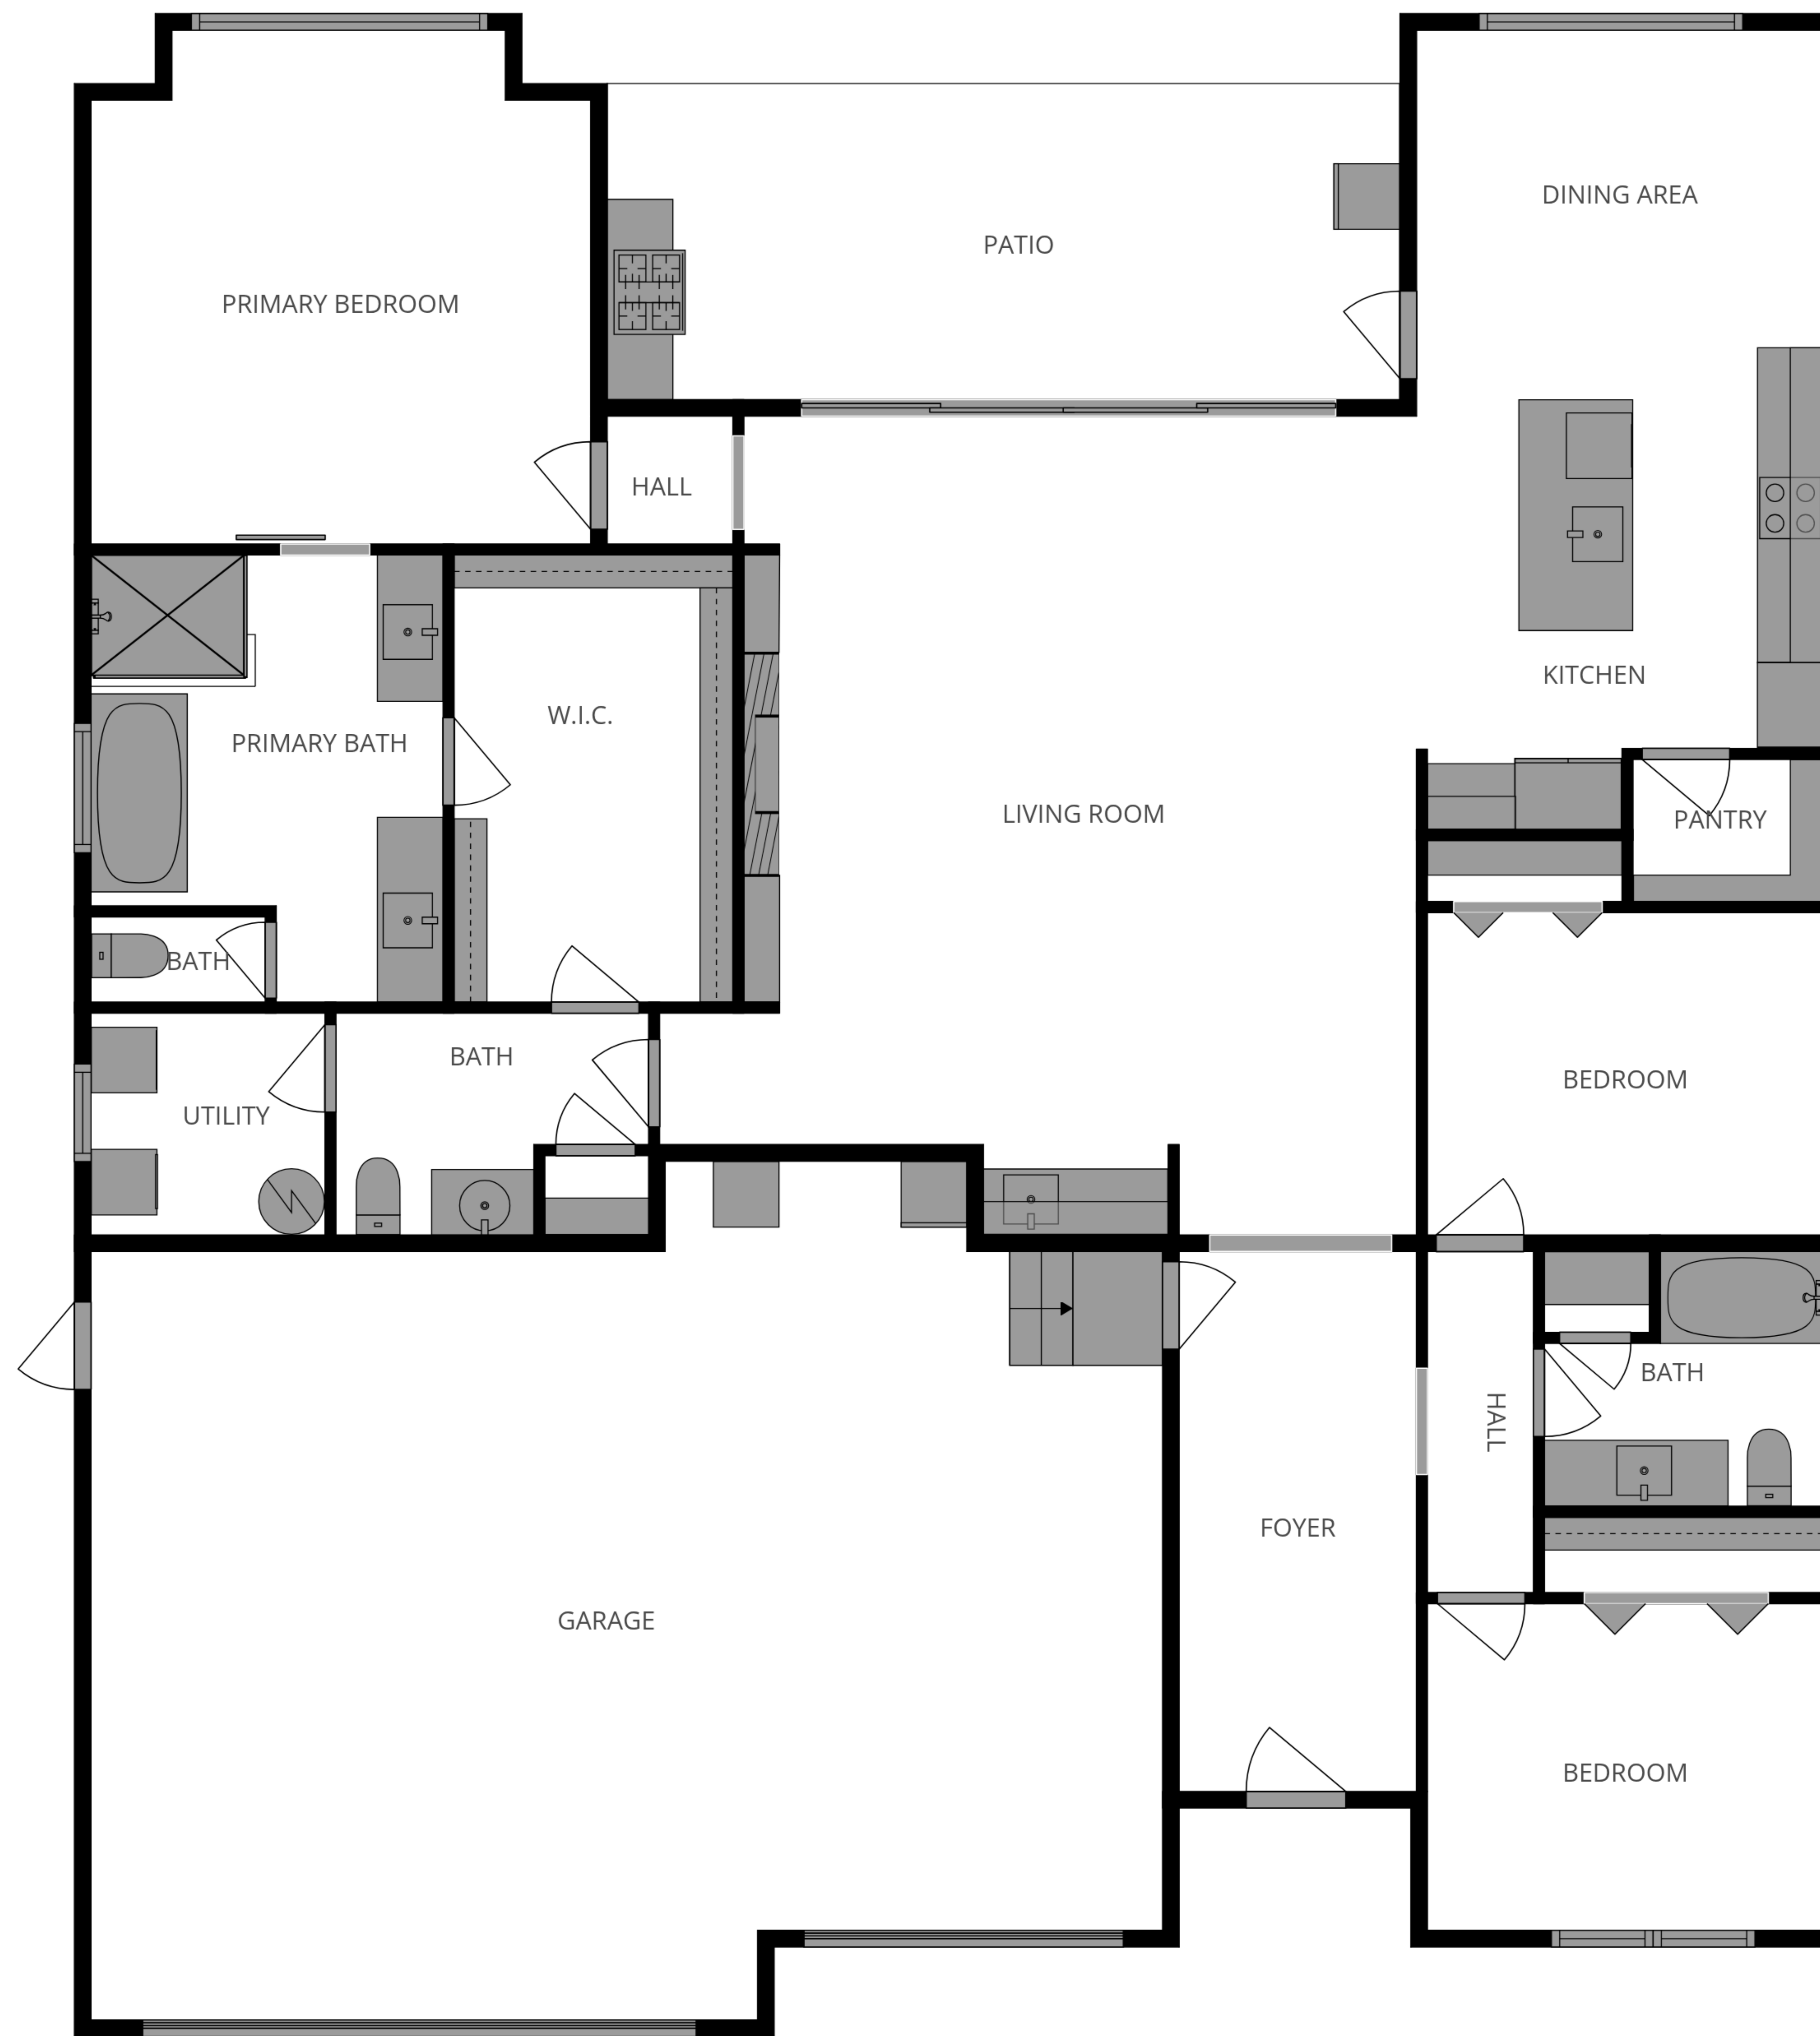 DINING AREA
PATIO
PRIMARY BEDROOM
HALL
KITCHEN
W.I.C.
PRIMARY BATH
LIVING ROOM
PANTRY
BATH
BATH
BEDROOM
UTILITY
BATH
HALL
FOYER
GARAGE
BEDROOM